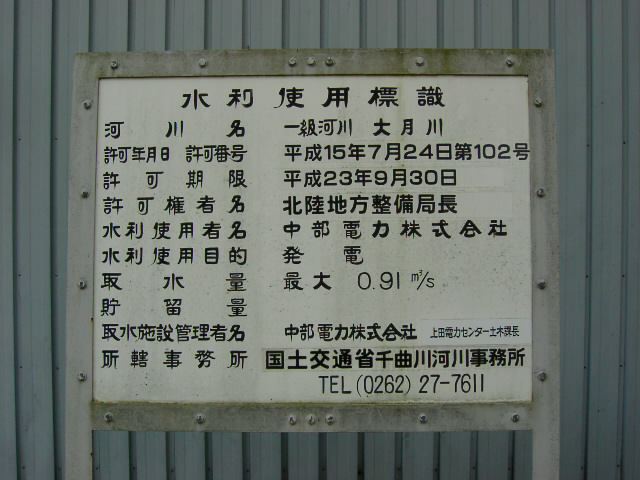 水利使用標識
河川名 一級河川 大月川
許可年月日 許可番号 平成15年7月24日第102号
許可期限 平成23年9月30日
許可権者名 北陸地方整備局長
水利使用者名 中部電力株式会社
水利使用目的 発電
取水量 最大 0.91 m³/s
貯留量
取水施設管理者名 中部電力株式会社 上田電力センター土木課長
所轄事務所 国土交通省千曲川河川事務所
TEL (0262) 27-7611